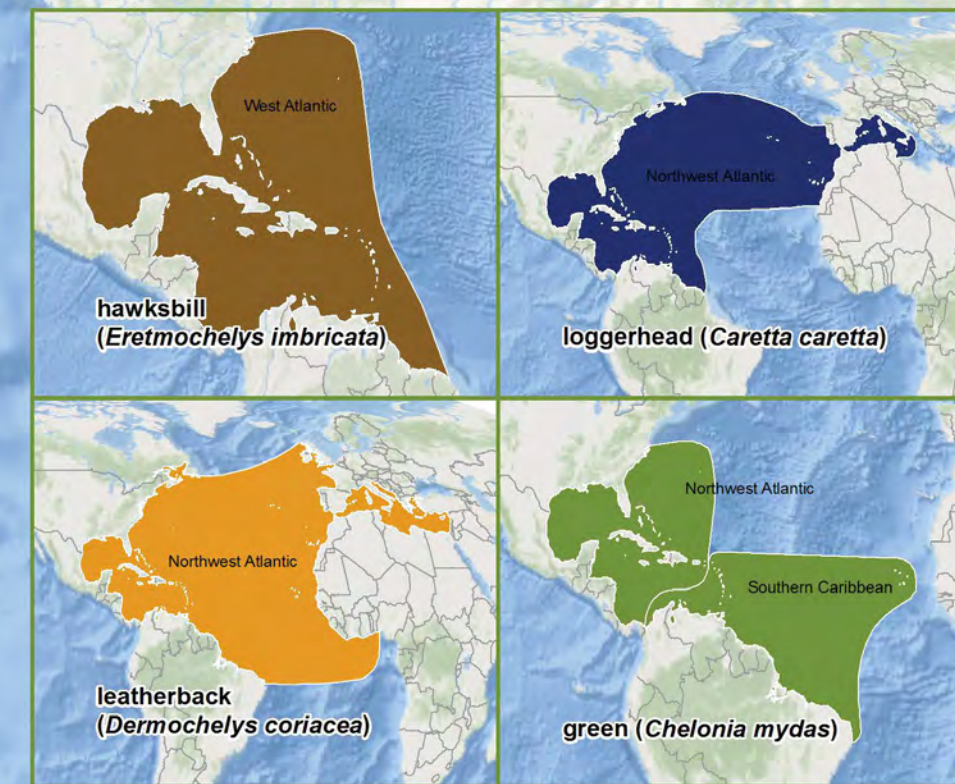 West Atlantic
hawksbill
(Eretmochelys imbricata)
Northwest Atlantic
loggerhead (Caretta caretta)
Northwest Atlantic
leatherback
(Dermochelys coriacea)
Northwest Atlantic
Southern Caribbean
green (Chelonia mydas)